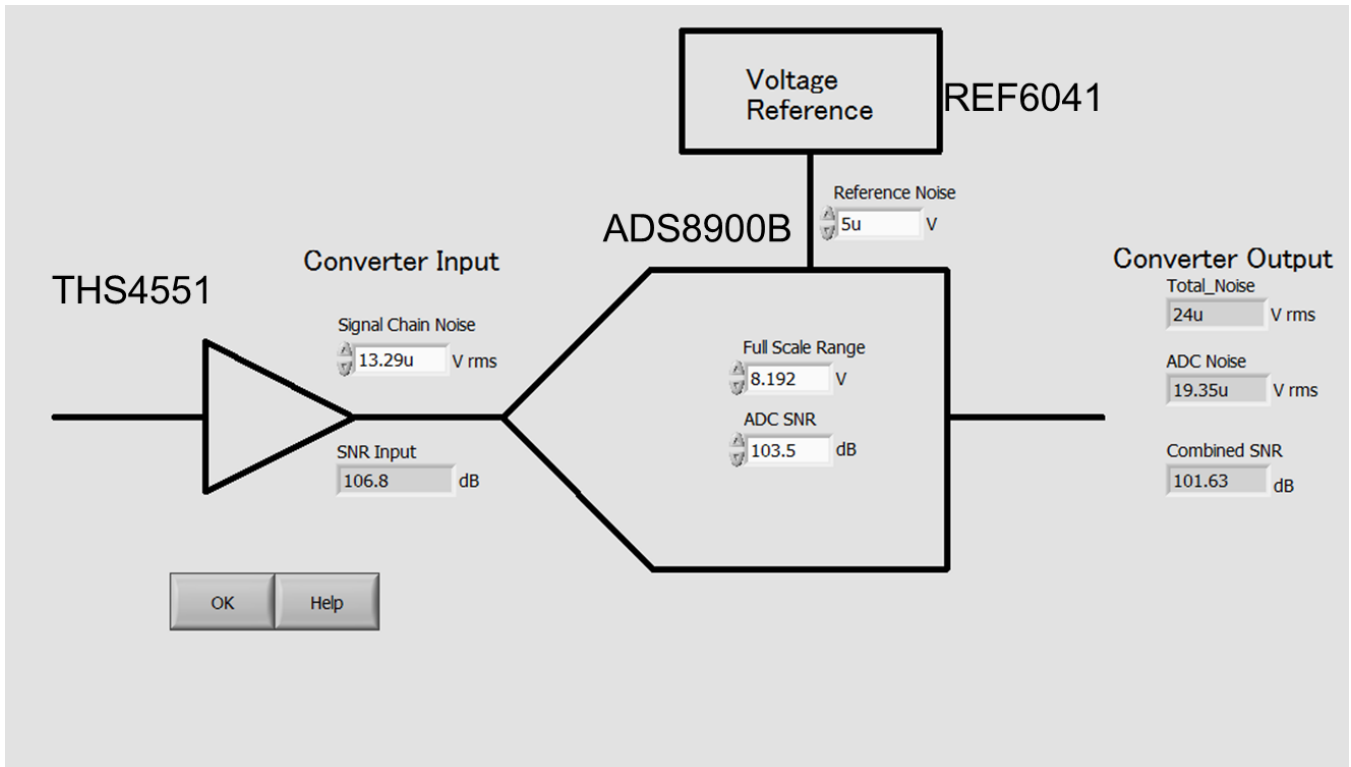 Voltage
Reference
REF6041
Reference Noise
5u V
ADS8900B
Converter Input
THS4551
Signal Chain Noise
13.29u V rms
SNR Input
106.8 dB
Full Scale Range
8.192 V
ADC SNR
103.5 dB
Converter Output
Total_Noise
24u V rms
ADC Noise
19.35u V rms
Combined SNR
101.63 dB
OK
Help